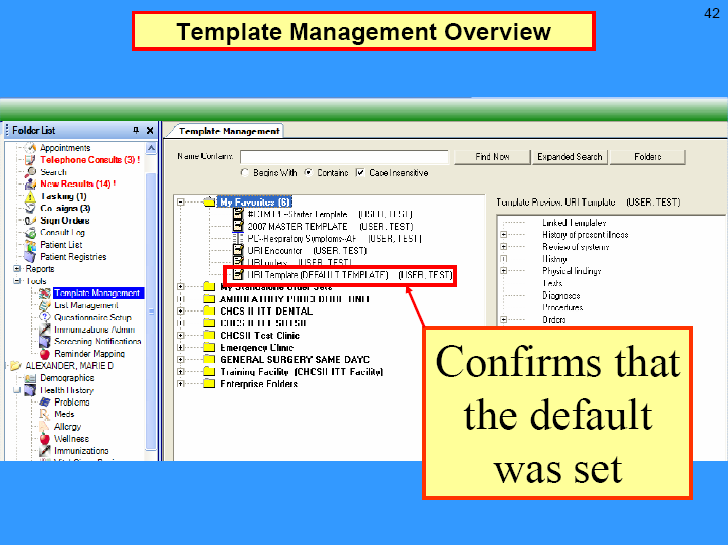 42
Template Management Overview
Folder List
Template Management
Appointments
Telephone Consults (3) !
Search
New Results (14) !
Tasking (1)
Co-signs (3)
Sign Orders
Consult Log
Patient List
Patient Registries
Reports
Tools
Template Management
List Management
Questionnaire Setup
Immunizations Admin
Screening Notifications
Reminder Mapping
ALEXANDER, MARIE D
Demographics
Health History
Problems
Meds
Allergy
Wellness
Immunizations
Name Contains:
Find Now
Expanded Search
Folders
Begins With
Contains
Case Insensitive
My Favorites (6)
Starter Template (USER, TEST)
2007 MASTER TEMPLATE (USER, TEST)
PC-Respiratory Symptoms-AF (USER, TEST)
URI Encounter (USER, TEST)
(USER, TEST)
URI Template (DEFAULT TEMPLATE) (USER, TEST)
My Standalone Order Sets
AMBULATORY PROCEDURE UNIT
CHCS II ITT DENTAL
CHCS II ITT
CHCSII Test Clinic
Emergency Clinic
GENERAL SURGERY SAME DAYC
Training Facility (CHCSII ITT Facility)
Enterprise Folders
Template Preview: URI Template (USER, TEST)
Linked Templates
History of present illness
Review of systems
History
Physical findings
Tests
Diagnoses
Procedures
Orders
Confirms that
the default
was set